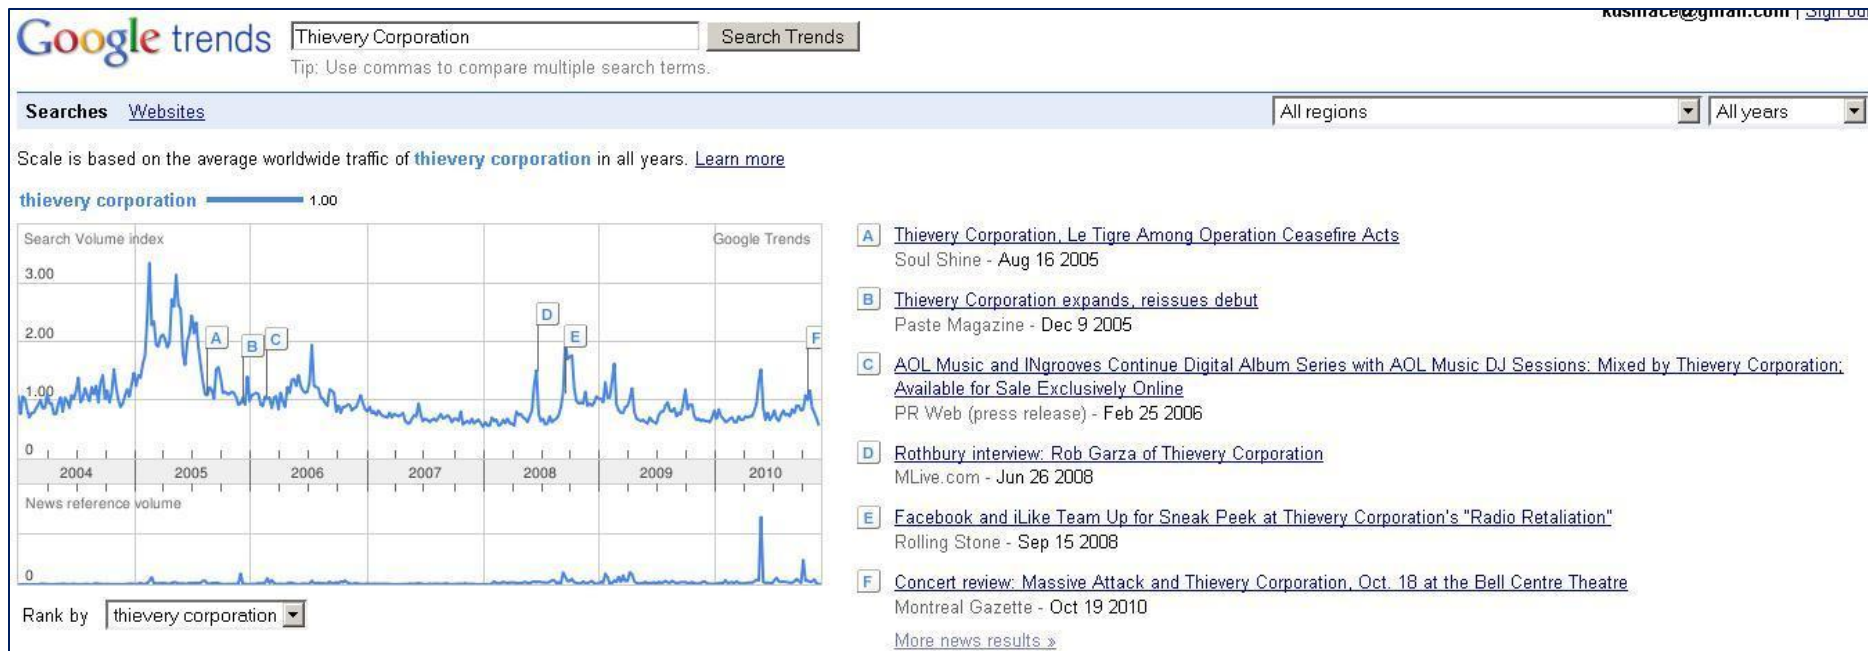 Google trends
Thievery Corporation
Search Trends
Tip: Use commas to compare multiple search terms.
Searches Websites
All regions
All years
Scale is based on the average worldwide traffic of thievery corporation in all years. Learn more
thievery corporation 1.00
Search Volume index
Google Trends
3.00
2.00
1.00
0
A
B
C
D
E
F
2004 2005 2006 2007 2008 2009 2010
News reference volume
0
Rank by thievery corporation
A Thievery Corporation, Le Tigre Among Operation Ceasefire Acts
Soul Shine - Aug 16 2005
B Thievery Corporation expands, reissues debut
Paste Magazine - Dec 9 2005
C AOL Music and INgrooves Continue Digital Album Series with AOL Music DJ Sessions: Mixed by Thievery Corporation;
Available for Sale Exclusively Online
PR Web (press release) - Feb 25 2006
D Rothbury interview: Rob Garza of Thievery Corporation
MLive.com - Jun 26 2008
E Facebook and iLike Team Up for Sneak Peek at Thievery Corporation's "Radio Retaliation"
Rolling Stone - Sep 15 2008
F Concert review: Massive Attack and Thievery Corporation, Oct. 18 at the Bell Centre Theatre
Montreal Gazette - Oct 19 2010
More news results »